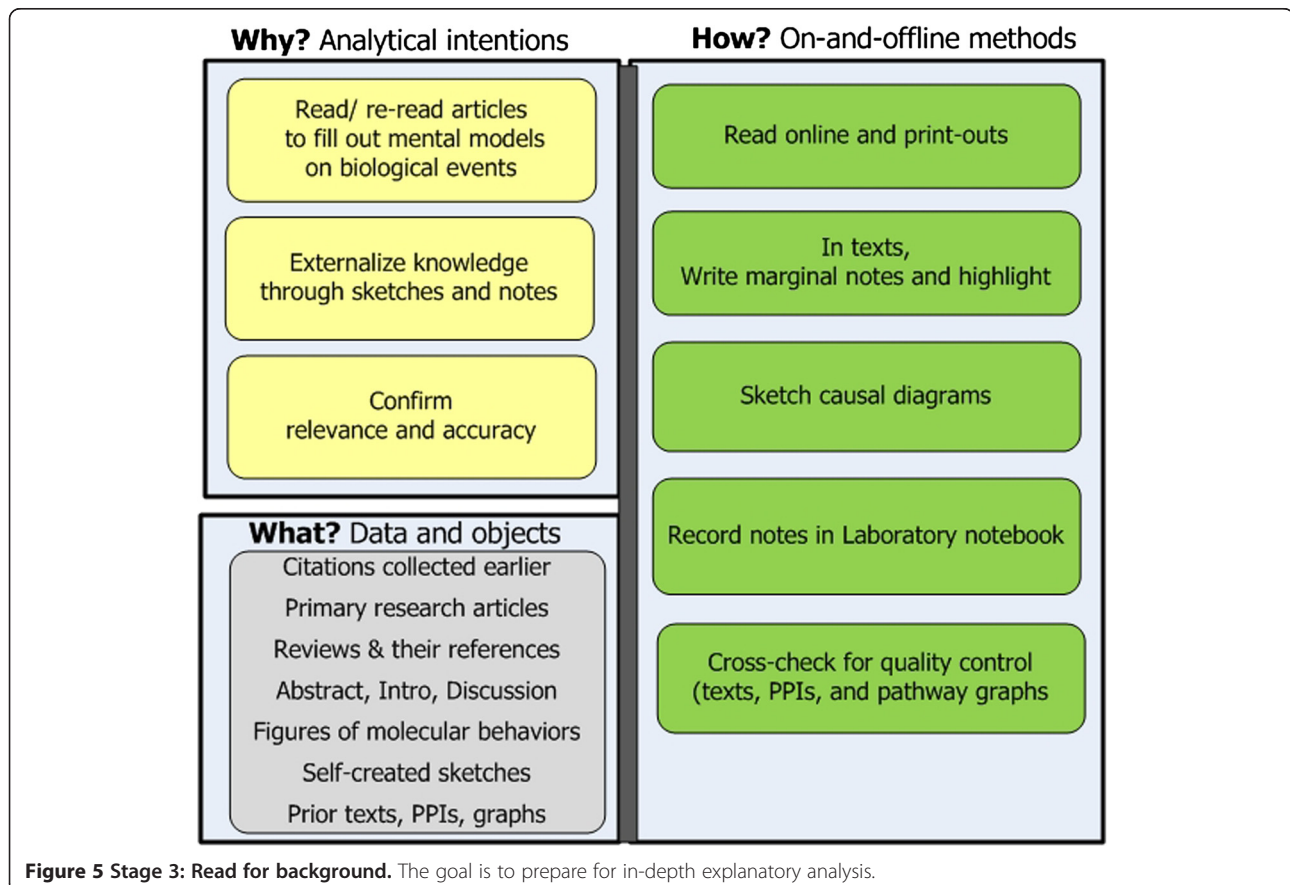 Why? Analytical intentions
Read/ re-read articles
to fill out mental models
on biological events
Externalize knowledge
through sketches and notes
Confirm
relevance and accuracy
What? Data and objects
Citations collected earlier
Primary research articles
Reviews & their references
Abstract, Intro, Discussion
Figures of molecular behaviors
Self-created sketches
Prior texts, PPIs, graphs
How? On-and-offline methods
Read online and print-outs
In texts,
Write marginal notes and highlight
Sketch causal diagrams
Record notes in Laboratory notebook
Cross-check for quality control
(texts, PPIs, and pathway graphs
Figure 5 Stage 3: Read for background. The goal is to prepare for in-depth explanatory analysis.